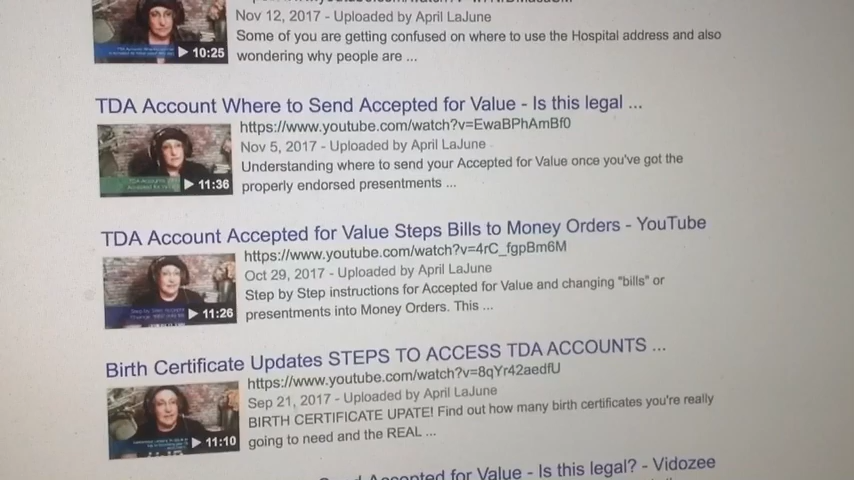 Nov 12, 2017 - Uploaded by April LaJune
Some of you are getting confused on where to use the Hospital address and also
10:25
wondering why people are ...
TDA Account Where to Send Accepted for Value - Is this legal ...
https://www.youtube.com/watch?v=EwaBPhAmBf0
Nov 5, 2017 - Uploaded by April LaJune
Understanding where to send your Accepted for Value once you've got the
11:36
properly endorsed presentments ...
TDA Account Accepted for Value Steps Bills to Money Orders - YouTube
https://www.youtube.com/watch?v=4rC_fgpBm6M
Oct 29, 2017 - Uploaded by April LaJune
Step by Step instructions for Accepted for Value and changing "bills" or
11:26
presentments into Money Orders. This ...
Birth Certificate Updates STEPS TO ACCESS TDA ACCOUNTS ...
https://www.youtube.com/watch?v=8qYr42aedfU
Sep 21, 2017 - Uploaded by April LaJune
BIRTH CERTIFICATE UPATE! Find out how many birth certificates you're really
11:10
going to need and the REAL ...
Accepted for Value - Is this legal? - Vidozee